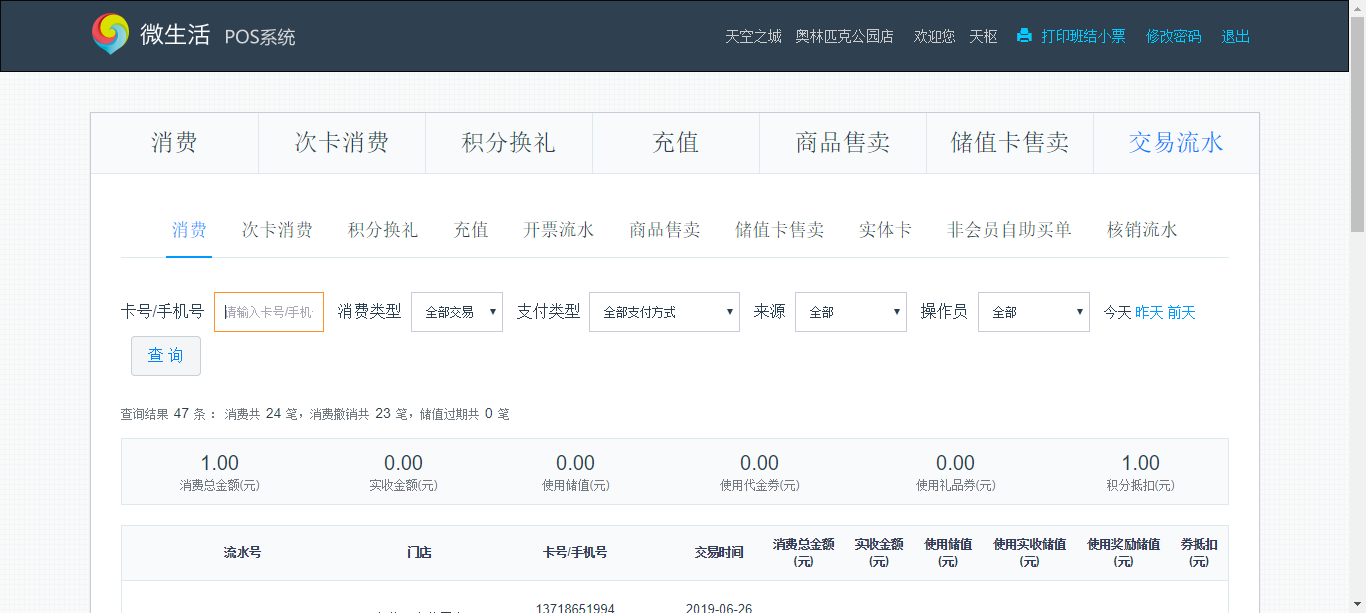 微生活 POS系统 天空之城 奥林匹克公园店 欢迎您 天枢 打印班结小票 修改密码 退出
消费 次卡消费 积分换礼 充值 商品售卖 储值卡售卖 交易流水
消费 次卡消费 积分换礼 充值 开票流水 商品售卖 储值卡售卖 实体卡 非会员自助买单 核销流水
卡号/手机号 请输入卡号/手机 消费类型 全部交易 支付类型 全部支付方式 来源 全部 操作员 全部 今天 昨天 前天
查 询
查询结果 47 条： 消费共 24 笔，消费撤销共 23 笔，储值过期共 0 笔
1.00 0.00 0.00 0.00 0.00 1.00
消费总金额(元) 实收金额(元) 使用储值(元) 使用代金券(元) 使用礼品券(元) 积分抵扣(元)
流水号 门店 卡号/手机号 交易时间 消费总金额(元) 实收金额(元) 使用储值(元) 使用实收储值(元) 使用奖励储值(元) 券抵扣(元)
13718651994 2019-06-26